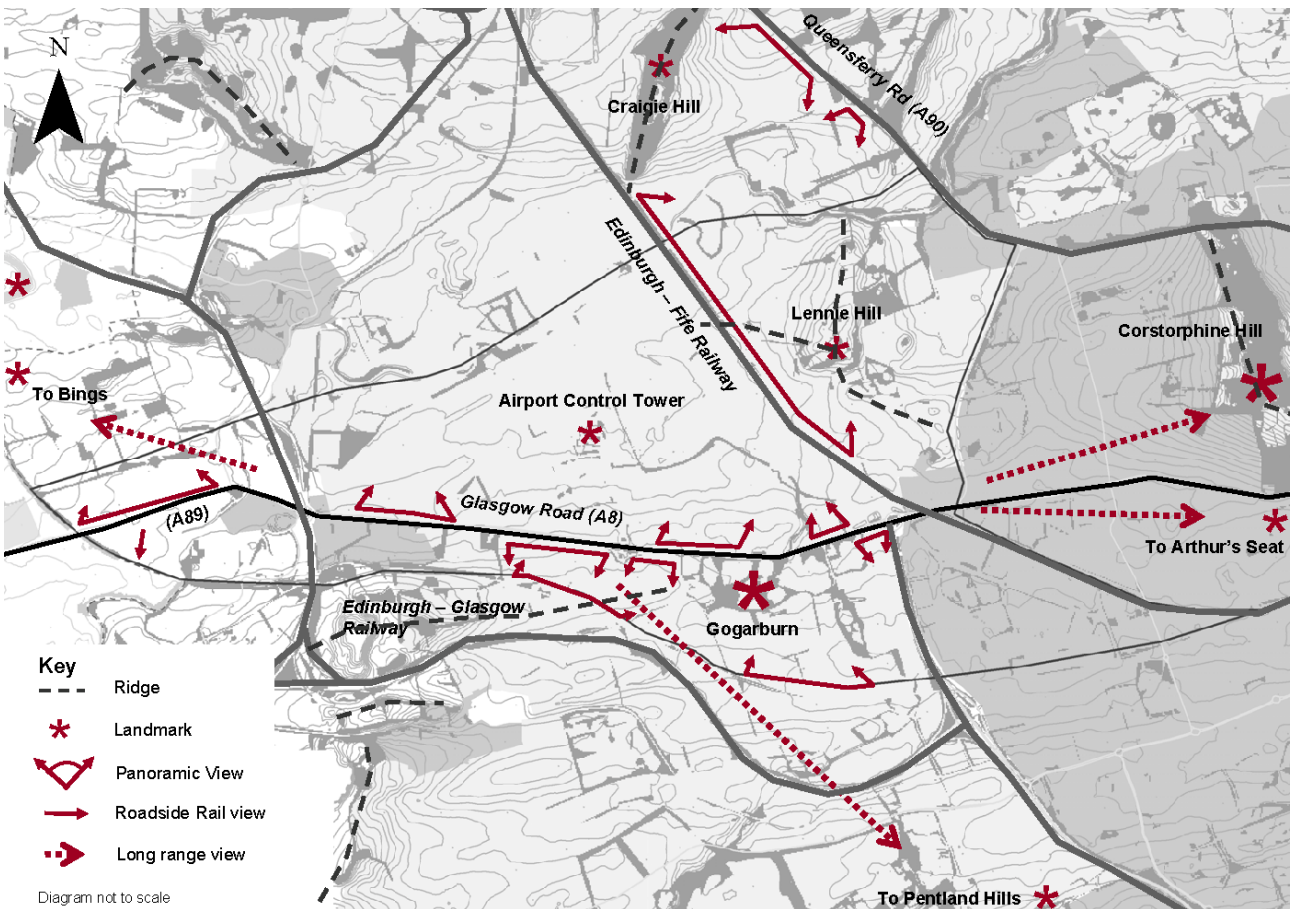 N
Craigie Hill
Queensferry Rd (A90)
Edinburgh – Fife Railway
Lennie Hill
Corstorphine Hill
To Bings
Airport Control Tower
(A89)
Glasgow Road (A8)
To Arthur's Seat
Edinburgh – Glasgow
Railway
Gogarburn
Key
Ridge
Landmark
Panoramic View
Roadside Rail view
Long range view
Diagram not to scale
To Pentland Hills